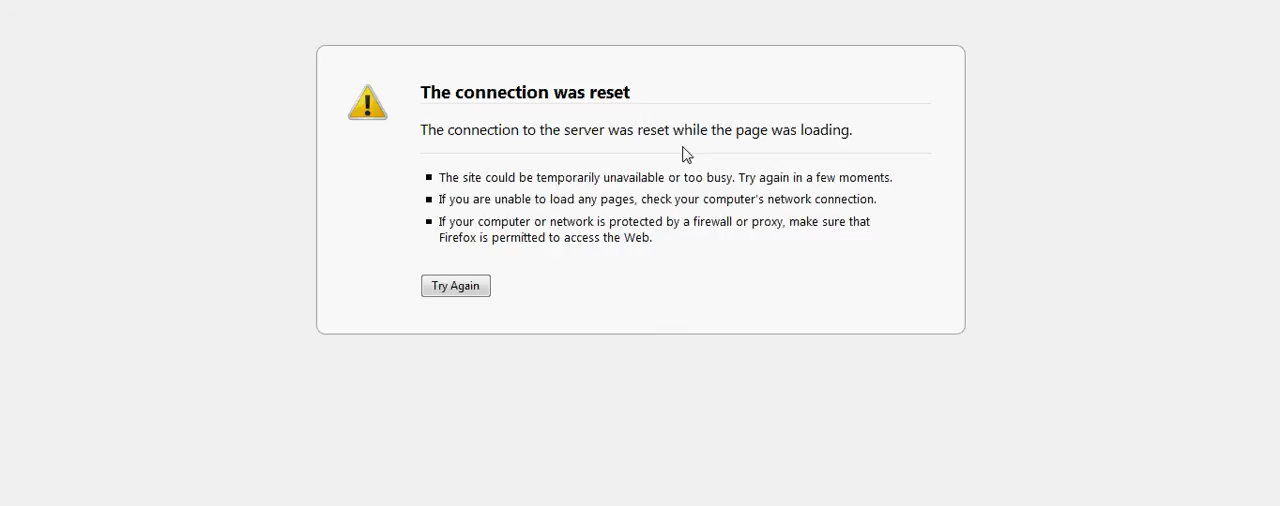 The connection was reset
The connection to the server was reset while the page was loading.
The site could be temporarily unavailable or too busy. Try again in a few moments.
If you are unable to load any pages, check your computer's network connection.
If your computer or network is protected by a firewall or proxy, make sure that
Firefox is permitted to access the Web.
Try Again